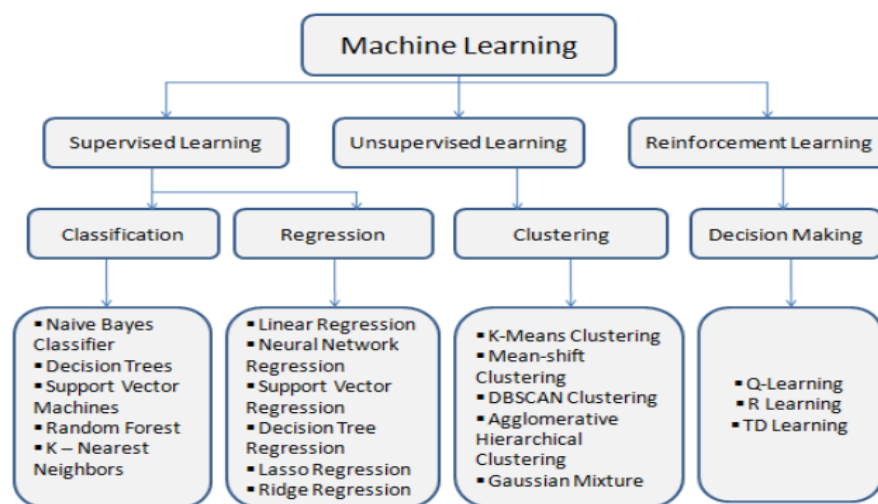 Machine Learning
Supervised Learning
Unsupervised Learning
Reinforcement Learning
Classification
Regression
Clustering
Decision Making
▪ Naive Bayes
Classifier
▪ Decision Trees
▪ Support Vector
Machines
▪ Random Forest
▪ K – Nearest
Neighbors
▪ Linear Regression
▪ Neural Network
Regression
▪ Support Vector
Regression
▪ Decision Tree
Regression
▪ Lasso Regression
▪ Ridge Regression
▪ K-Means Clustering
▪ Mean-shift
Clustering
▪ DBSCAN Clustering
▪ Agglomerative
Hierarchical
Clustering
▪ Gaussian Mixture
▪ Q-Learning
▪ R Learning
▪ TD Learning